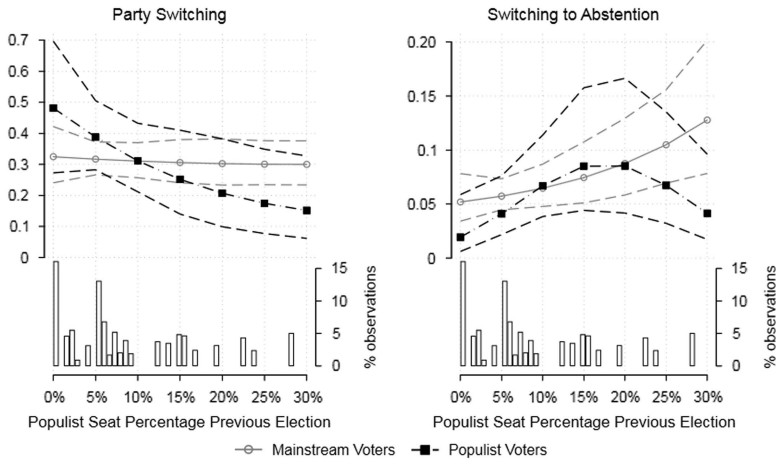 Party Switching
Switching to Abstention
0.7
0.6
0.5
0.4
0.3
0.2
0.1
0
0.20
0.15
0.1
0.05
0
15
10
5
0
% observations
15
10
5
0
% observations
0% 5% 10% 15% 20% 25% 30%
0% 5% 10% 15% 20% 25% 30%
Populist Seat Percentage Previous Election
Populist Seat Percentage Previous Election
Mainstream Voters Populist Voters